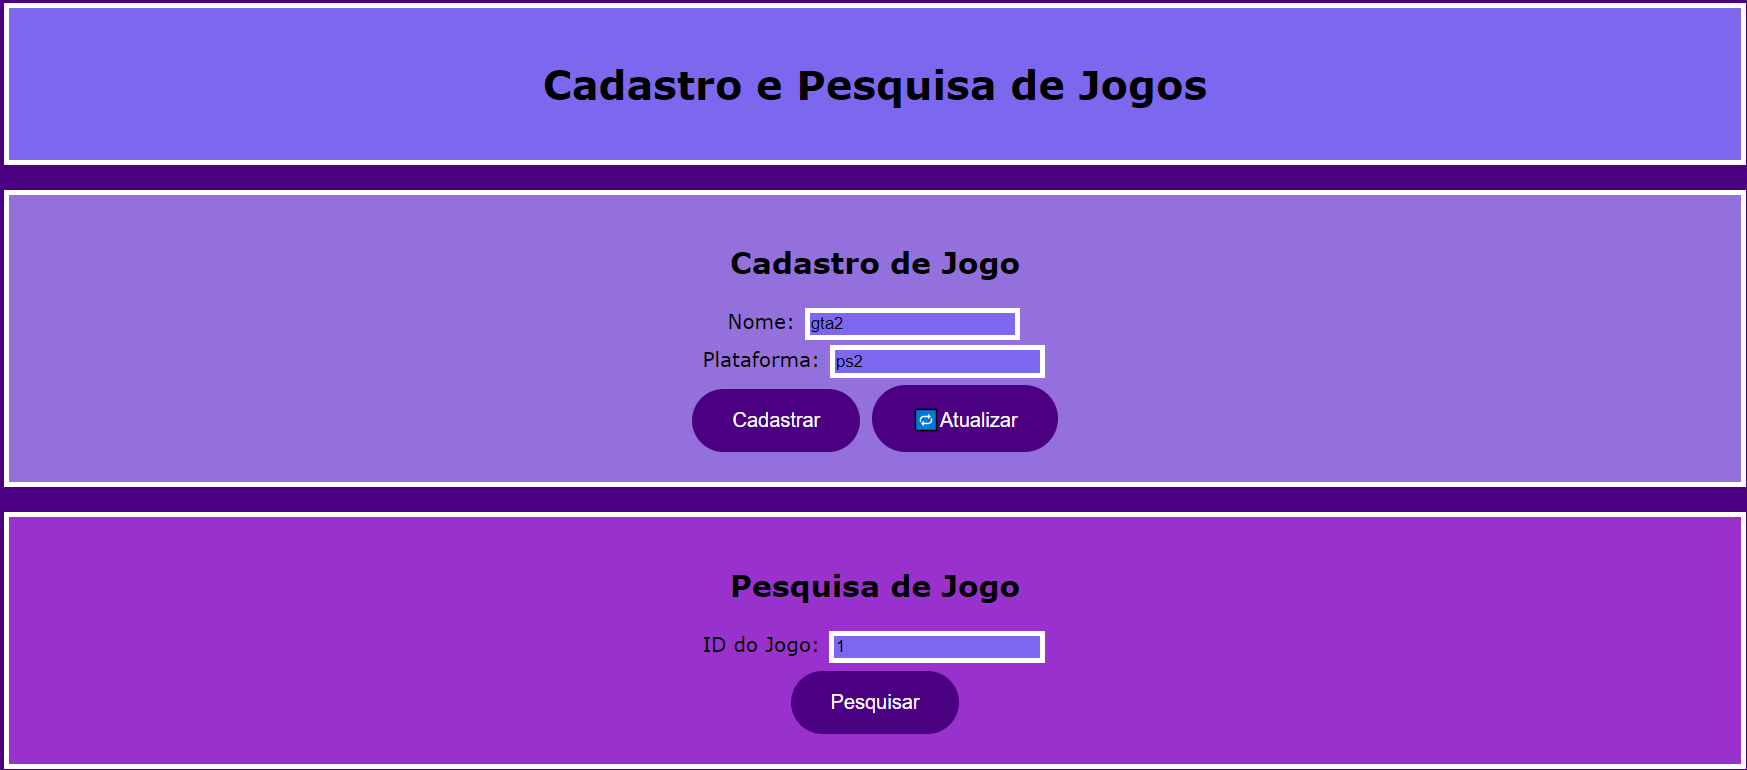 Cadastro e Pesquisa de Jogos
Cadastro de Jogo
Nome: gta2
Plataforma: ps2
Cadastrar 🔁Atualizar
Pesquisa de Jogo
ID do Jogo: 1
Pesquisar